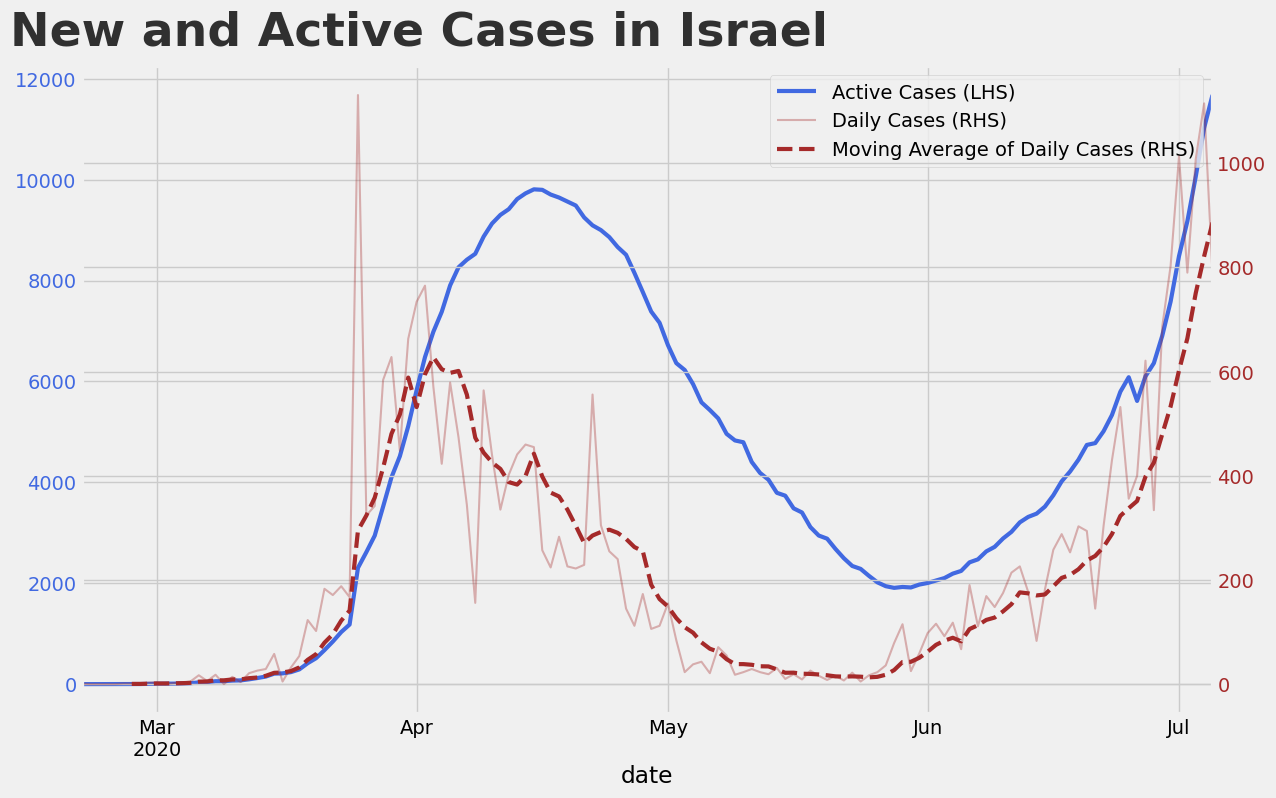 New and Active Cases in Israel
12000
10000
8000
6000
4000
2000
0
Active Cases (LHS)
Daily Cases (RHS)
Moving Average of Daily Cases (RHS)
1000
800
600
400
200
0
Mar
2020
Apr
May
Jun
Jul
date